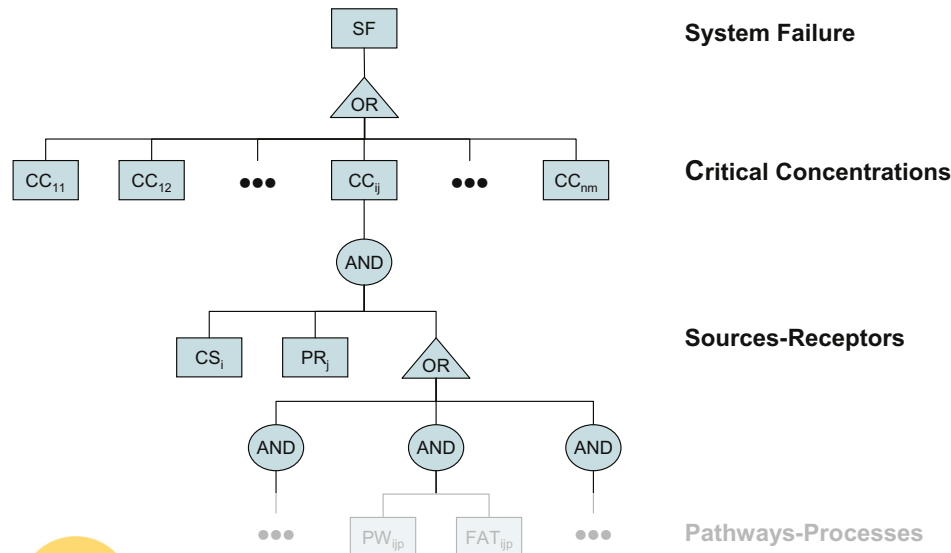 SF
System Failure
OR
CC11 CC12 ●●● CCij ●●● CCnm
Critical Concentrations
AND
CSi PRj OR
Sources-Receptors
AND AND AND
●●● PWijp FATijp ●●●
Pathways-Processes